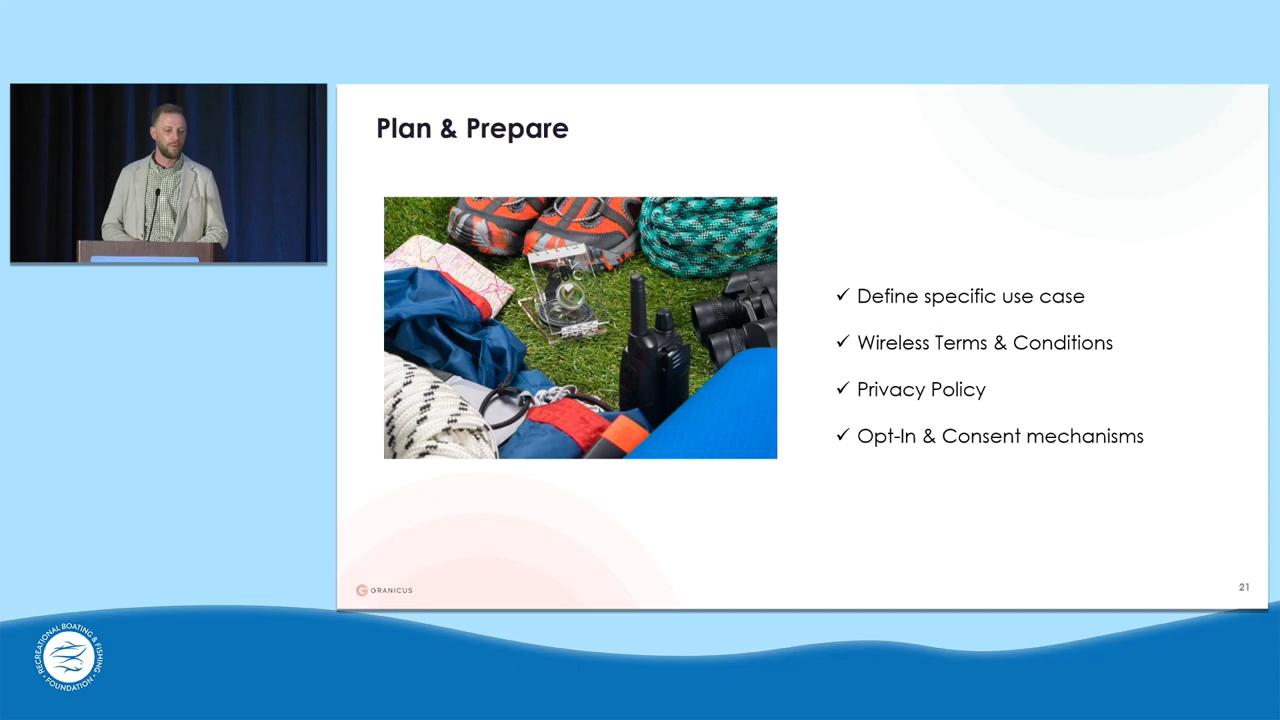 Plan & Prepare
✓ Define specific use case
✓ Wireless Terms & Conditions
✓ Privacy Policy
✓ Opt-In & Consent mechanisms
GRANICUS
21
RECREATIONAL BOATING & FISHING
• FOUNDATION •